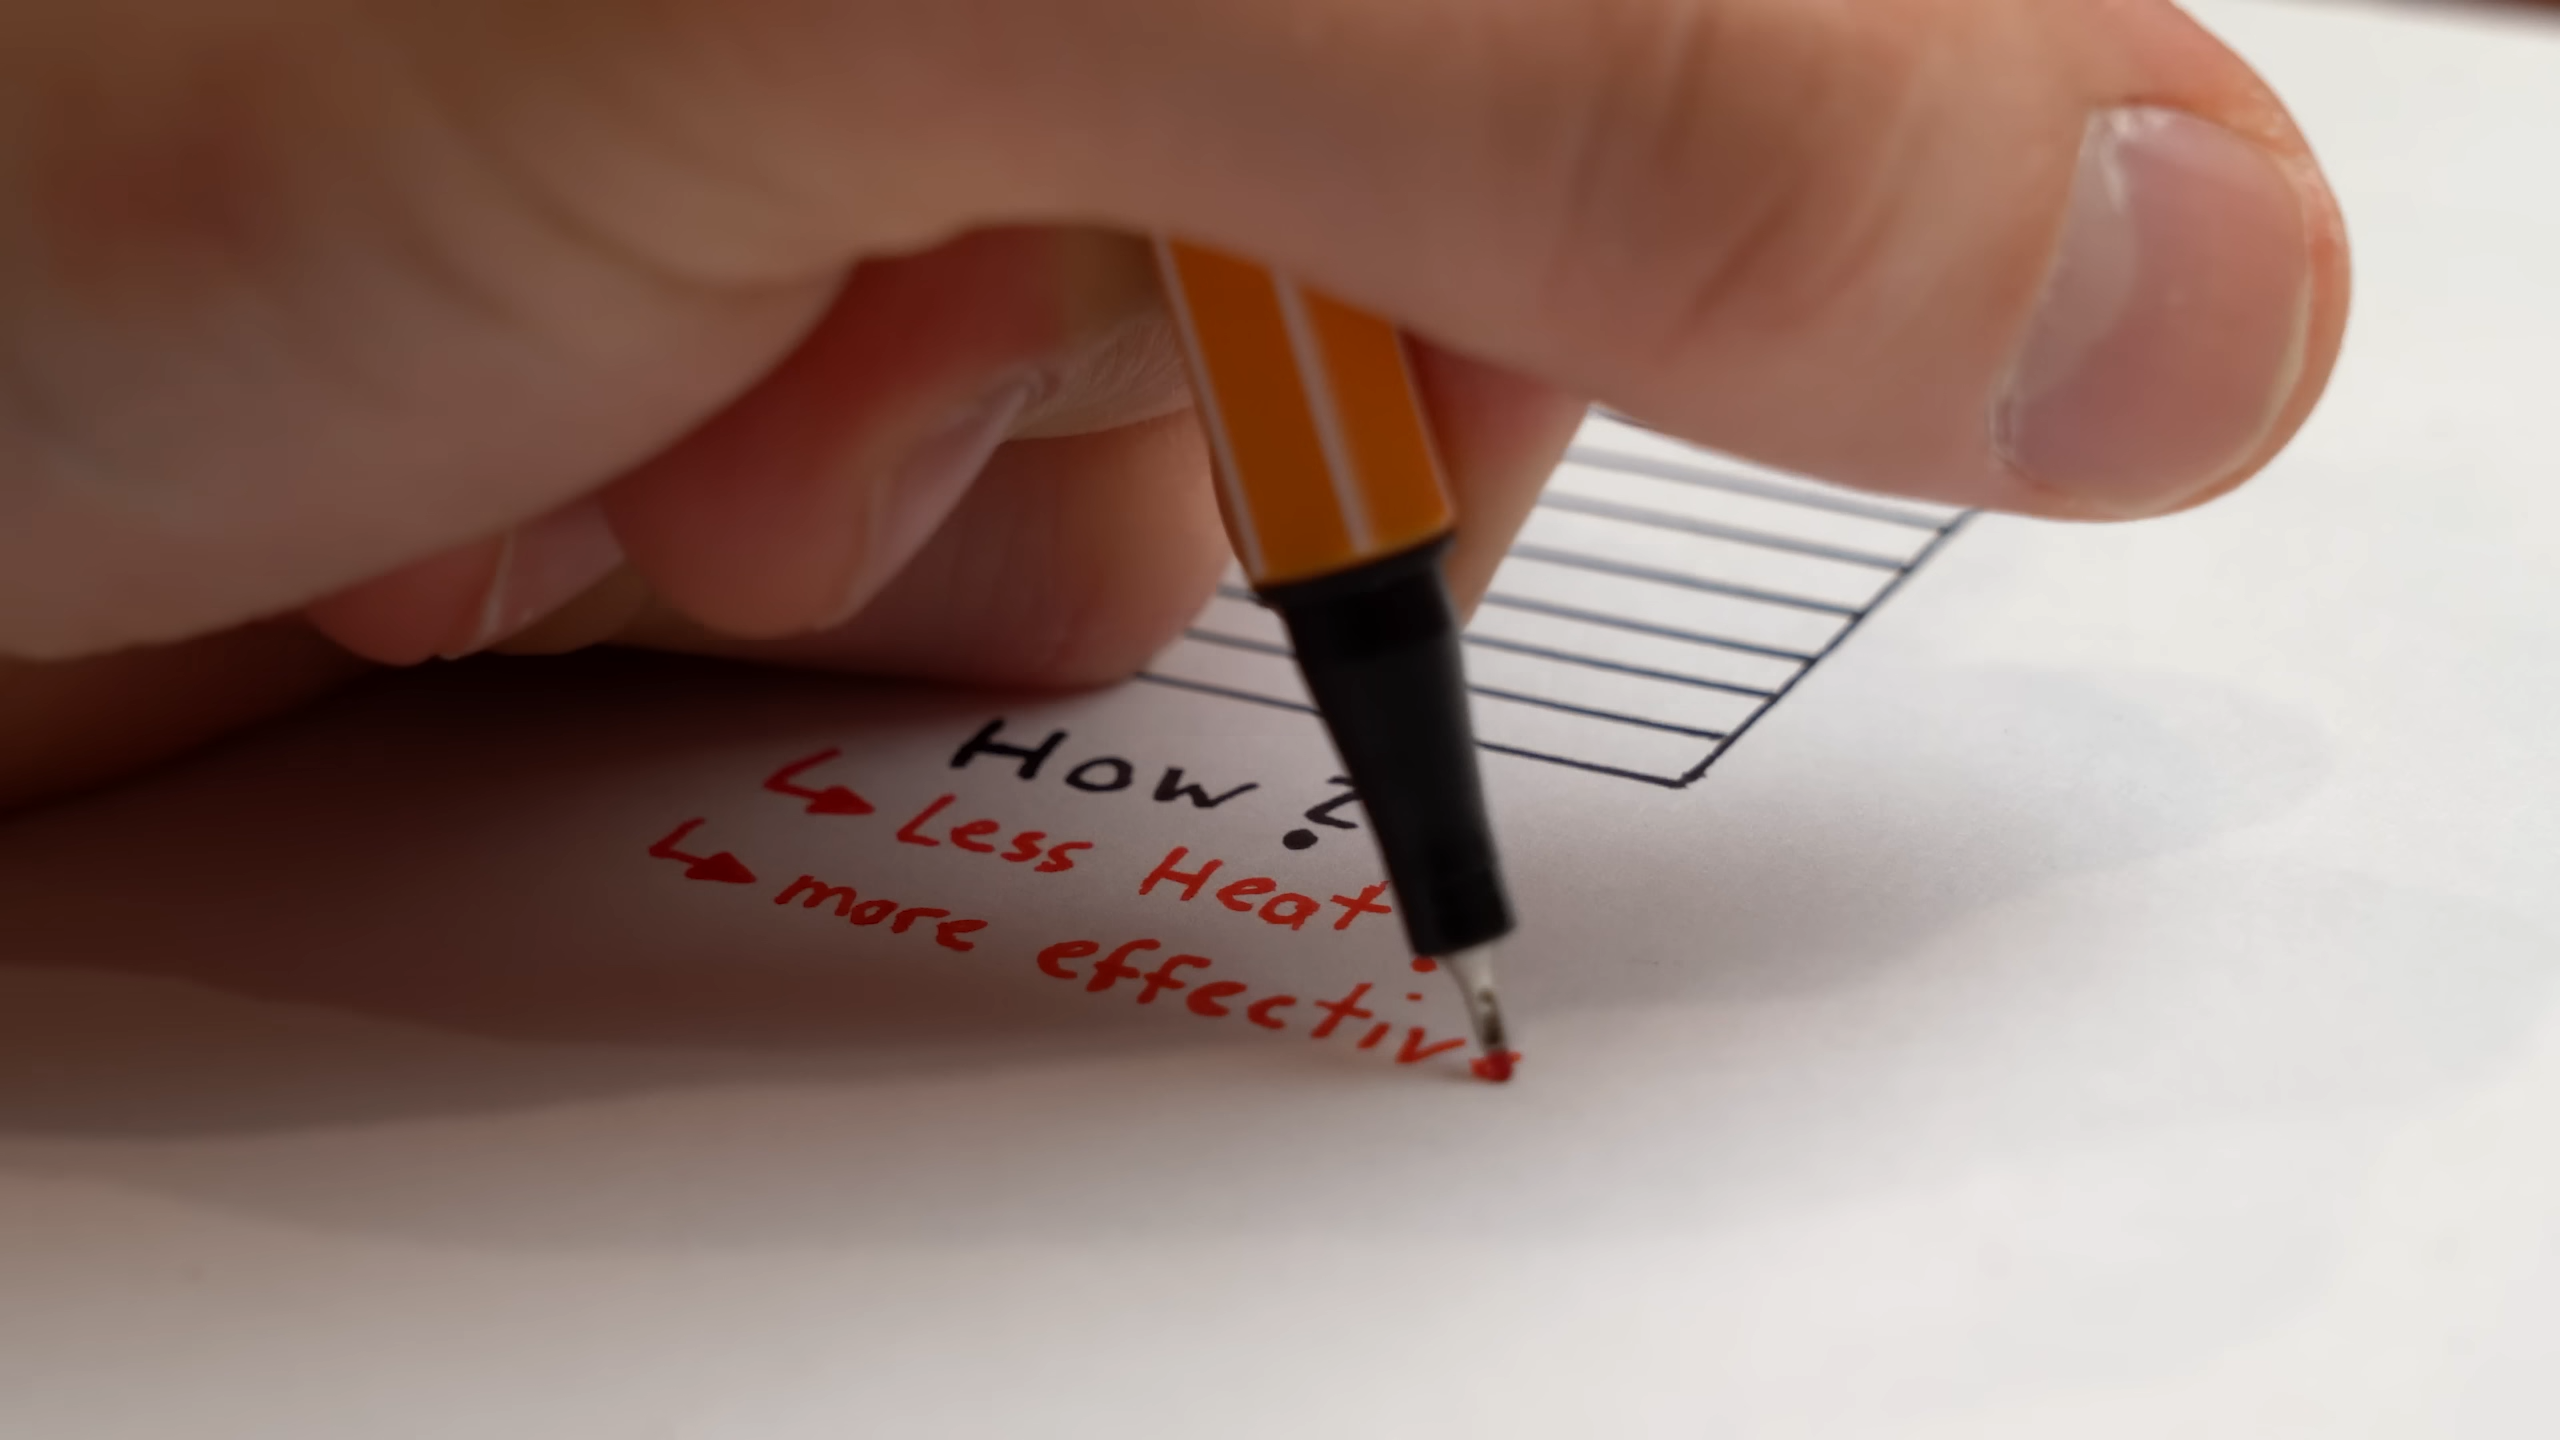 How?
↳ Less Heat
↳ more effectiv